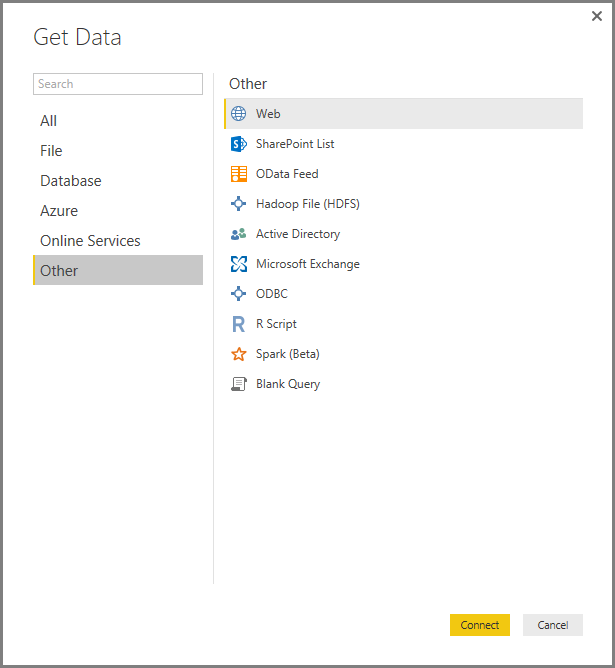 Get Data
Search
All
File
Database
Azure
Online Services
Other
Other
Web
SharePoint List
OData Feed
Hadoop File (HDFS)
Active Directory
Microsoft Exchange
ODBC
R Script
Spark (Beta)
Blank Query
Connect
Cancel